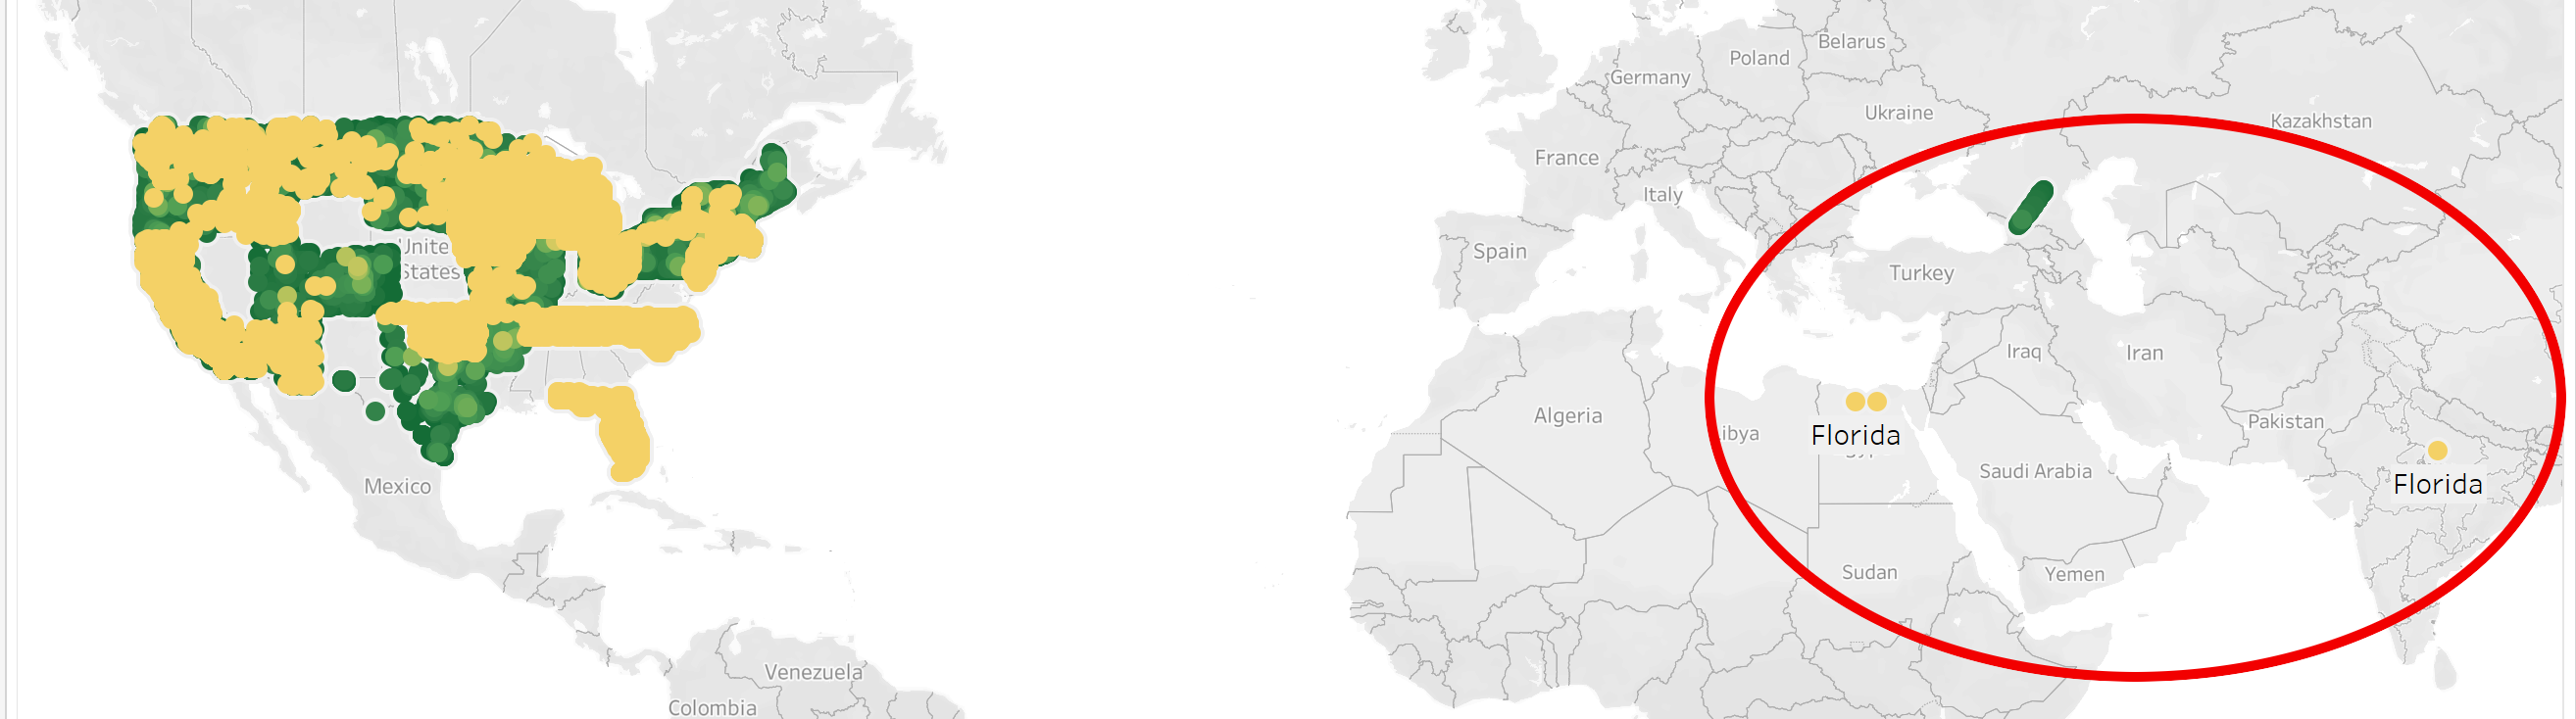 Belarus
Poland
Germany
Ukraine
Kazakhstan
France
Italy
Unite
States
Spain
Turkey
Iraq
Iran
Algeria
ibya
Florida
Pakistan
Saudi Arabia
Florida
Mexico
Sudan
Yemen
Venezuela
Colombia